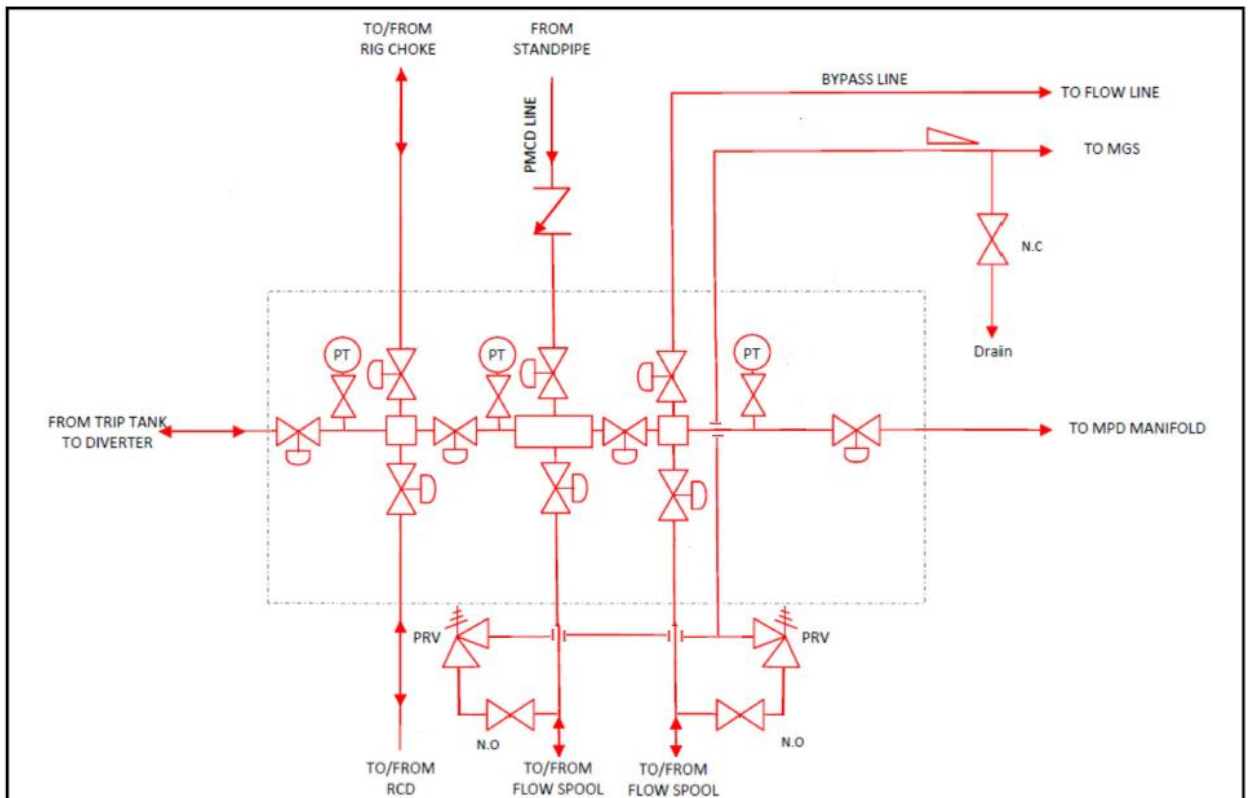 TO/FROM
RIG CHOKE
FROM
STANDPIPE
PMCD LINE
BYPASS LINE
TO FLOW LINE
TO MGS
N.C
Draiin
PT
PT
PT
FROM TRIP TANK
TO DIVERTER
TO MPD MANIFOLD
PRV
PRV
N.O
N.O
TO/FROM
RCD
TO/FROM
FLOW SPOOL
TO/FROM
FLOW SPOOL